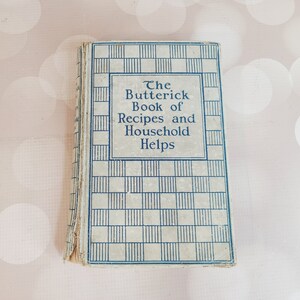 The
Butterick
Book of
Recipes and
Household
Helps